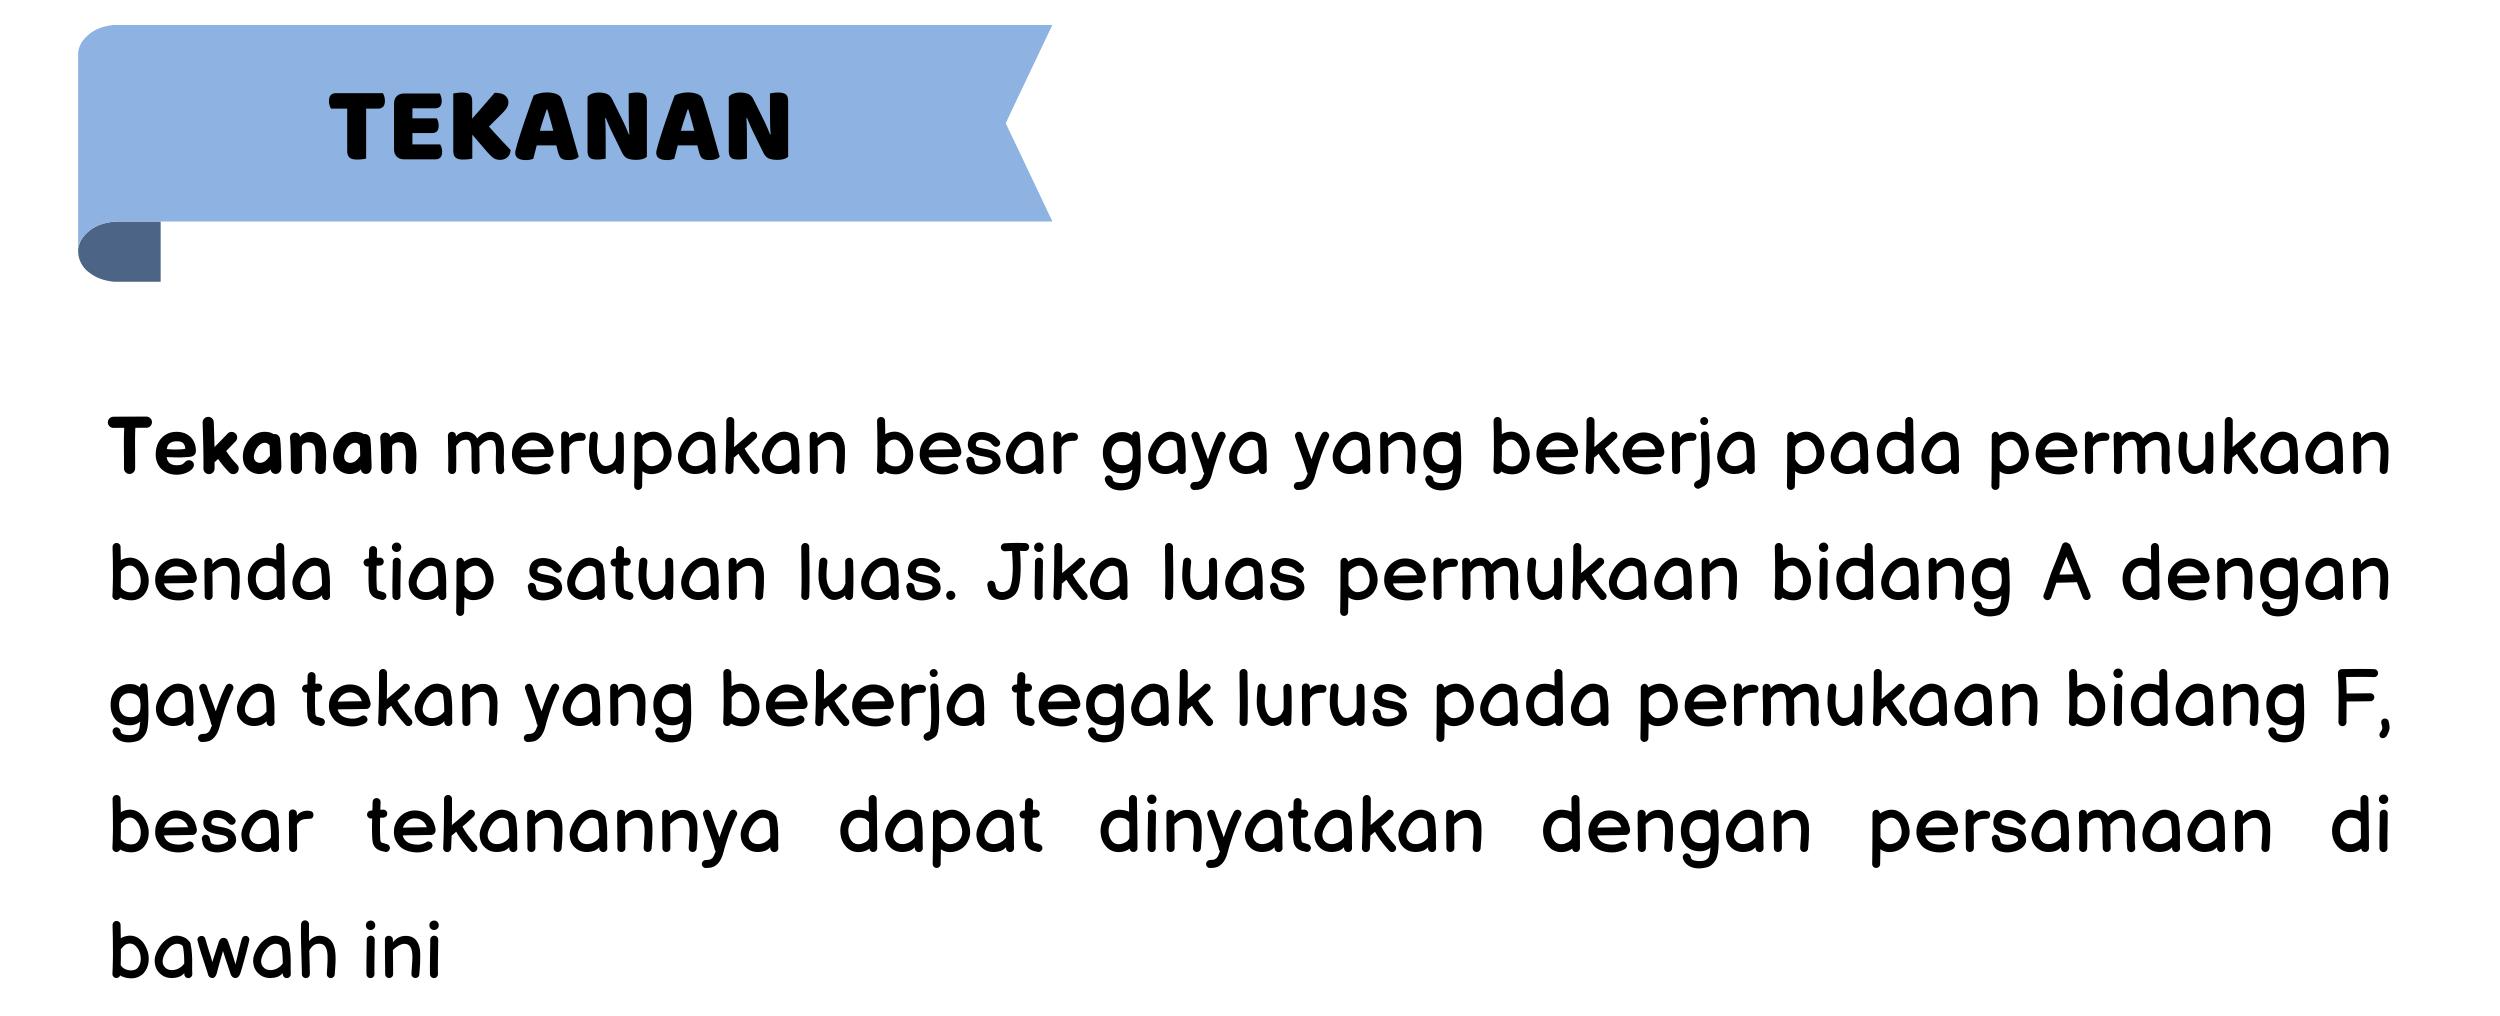 TEKANAN
Tekanan meupakan besar gaya yang bekerja pada permukaan
benda tiap satuan luas. Jika luas permukaan bidang A dengan
gaya tekan yang bekerja tegak lurus pada permukaan bidang F,
besar tekanannya dapat dinyatakan dengan persamaan di
bawah ini